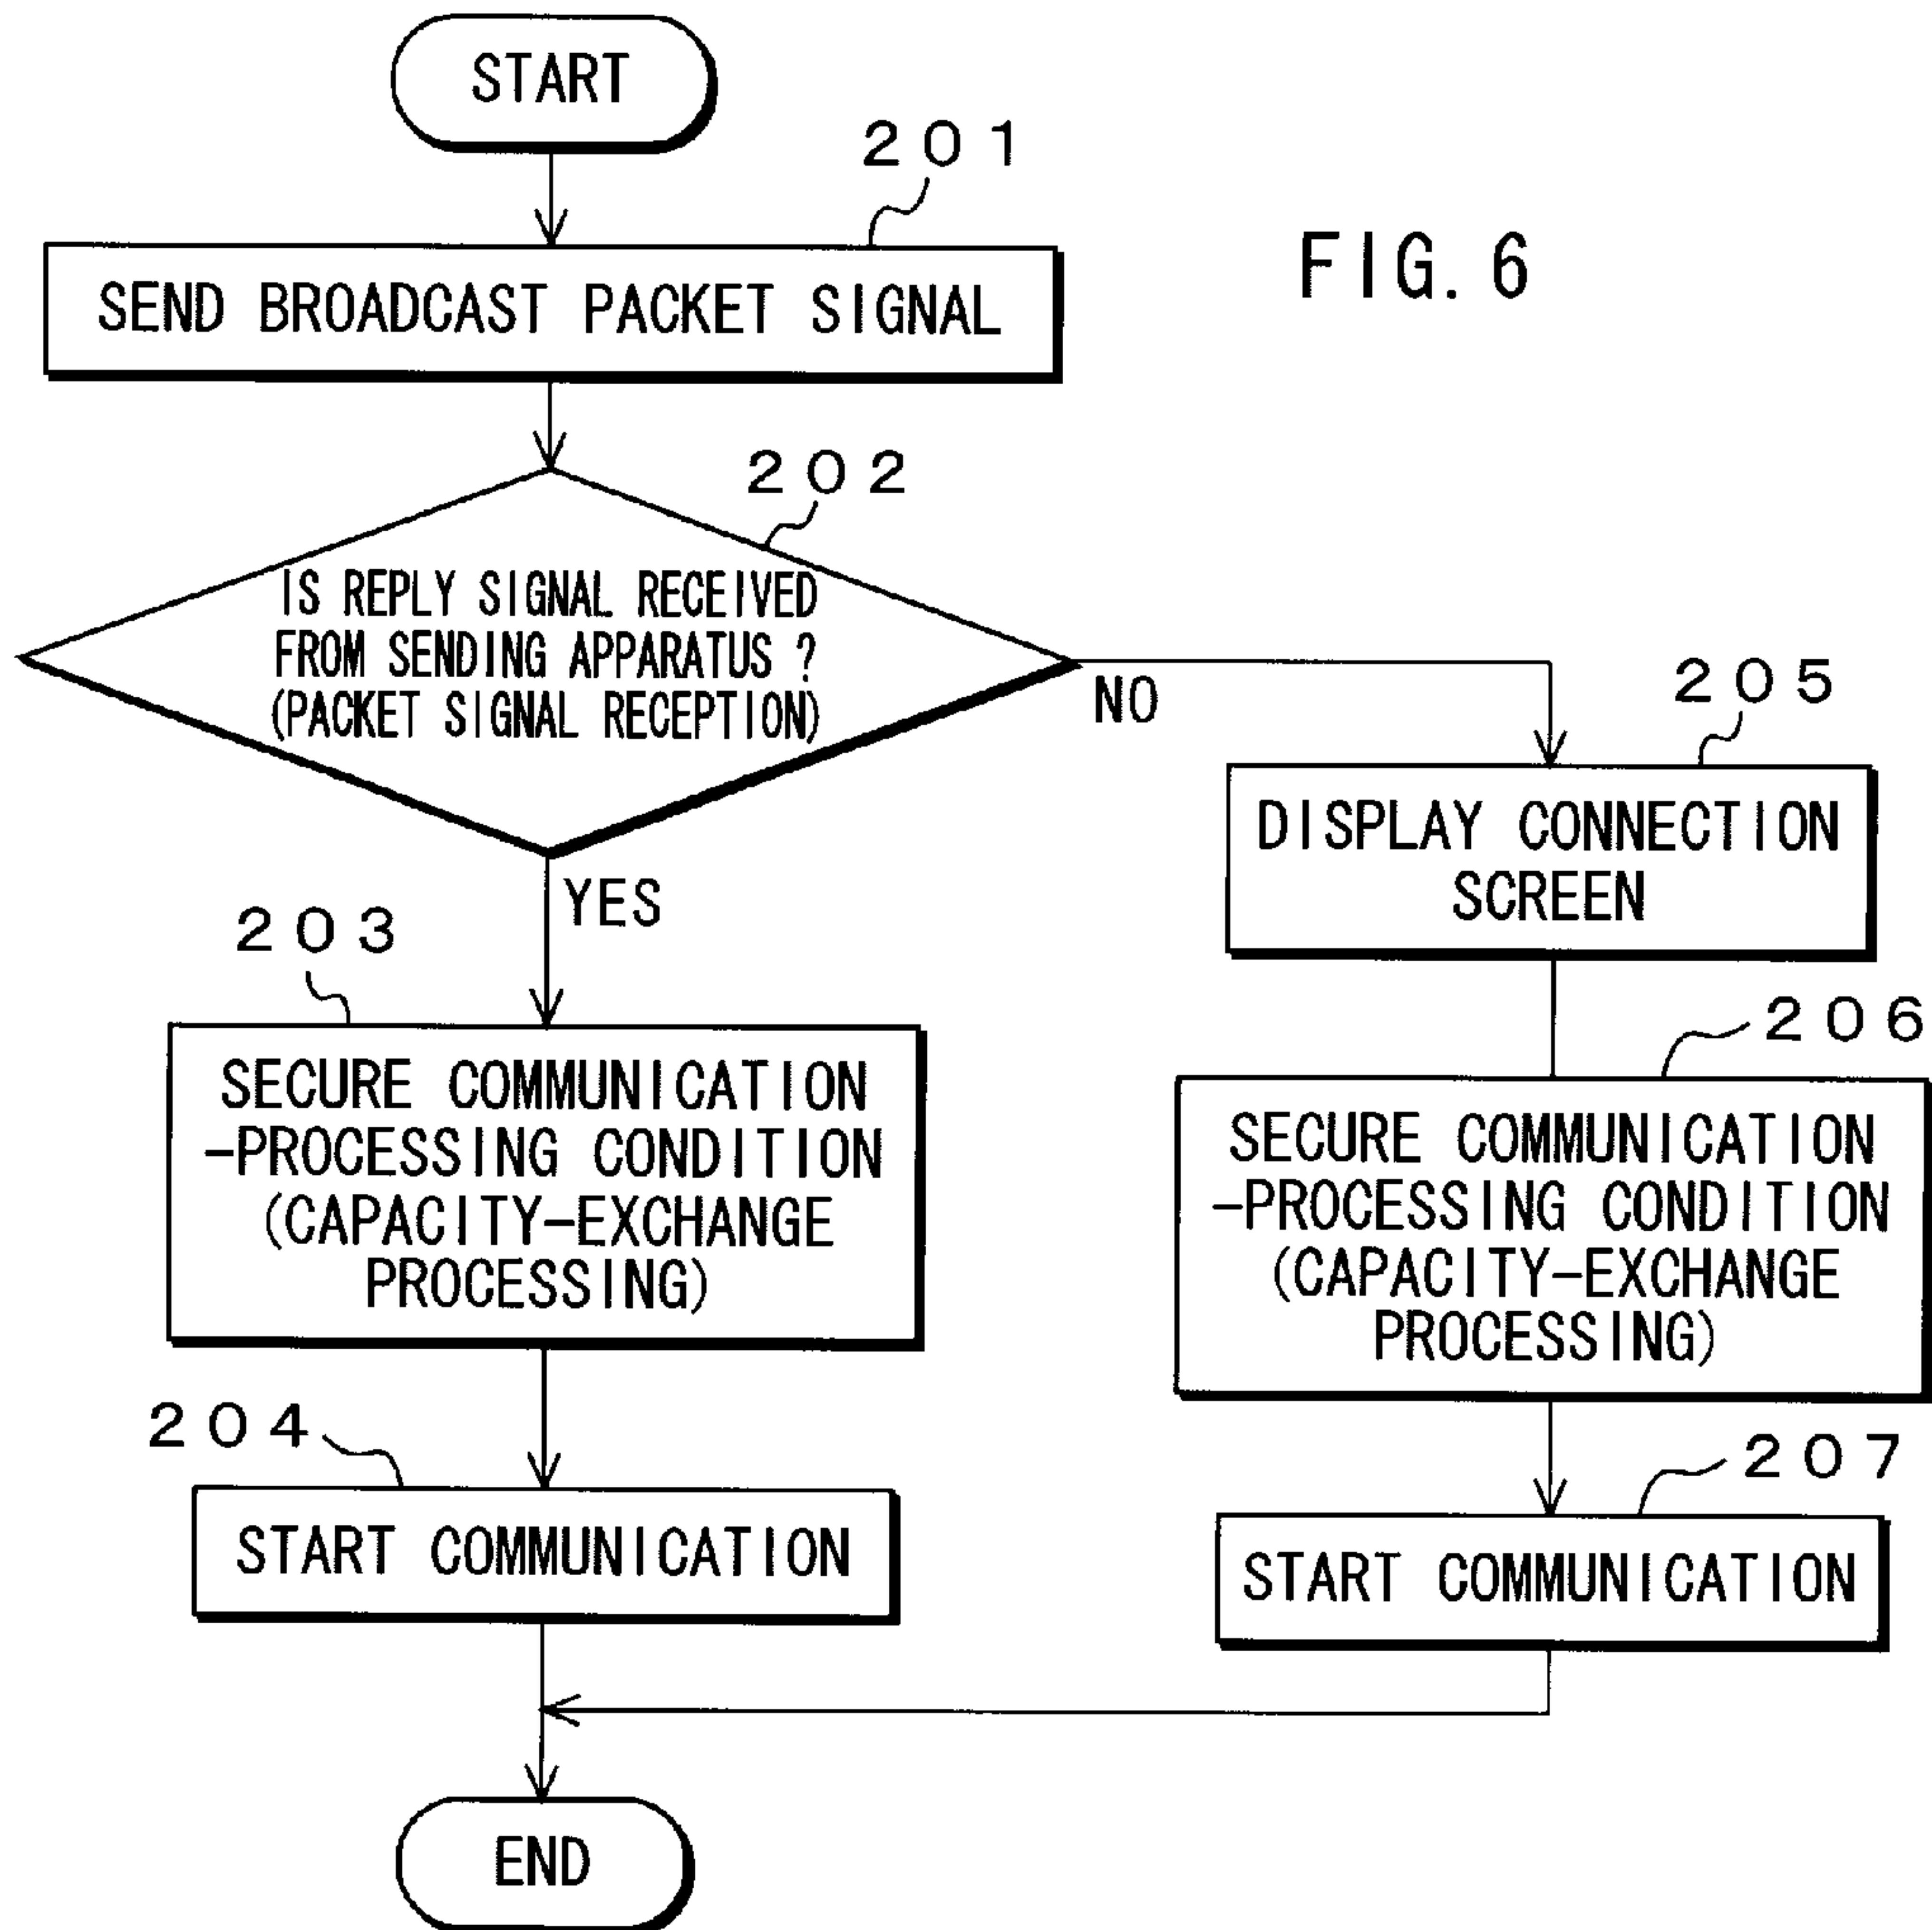 START
201
SEND BROADCAST PACKET SIGNAL
FIG. 6
202
IS REPLY SIGNAL RECEIVED
FROM SENDING APPARATUS ?
(PACKET SIGNAL RECEPTION)
NO
205
DISPLAY CONNECTION
SCREEN
YES
203
SECURE COMMUNICATION
-PROCESSING CONDITION
(CAPACITY-EXCHANGE
PROCESSING)
206
SECURE COMMUNICATION
-PROCESSING CONDITION
(CAPACITY-EXCHANGE
PROCESSING)
204
START COMMUNICATION
207
START COMMUNICATION
END